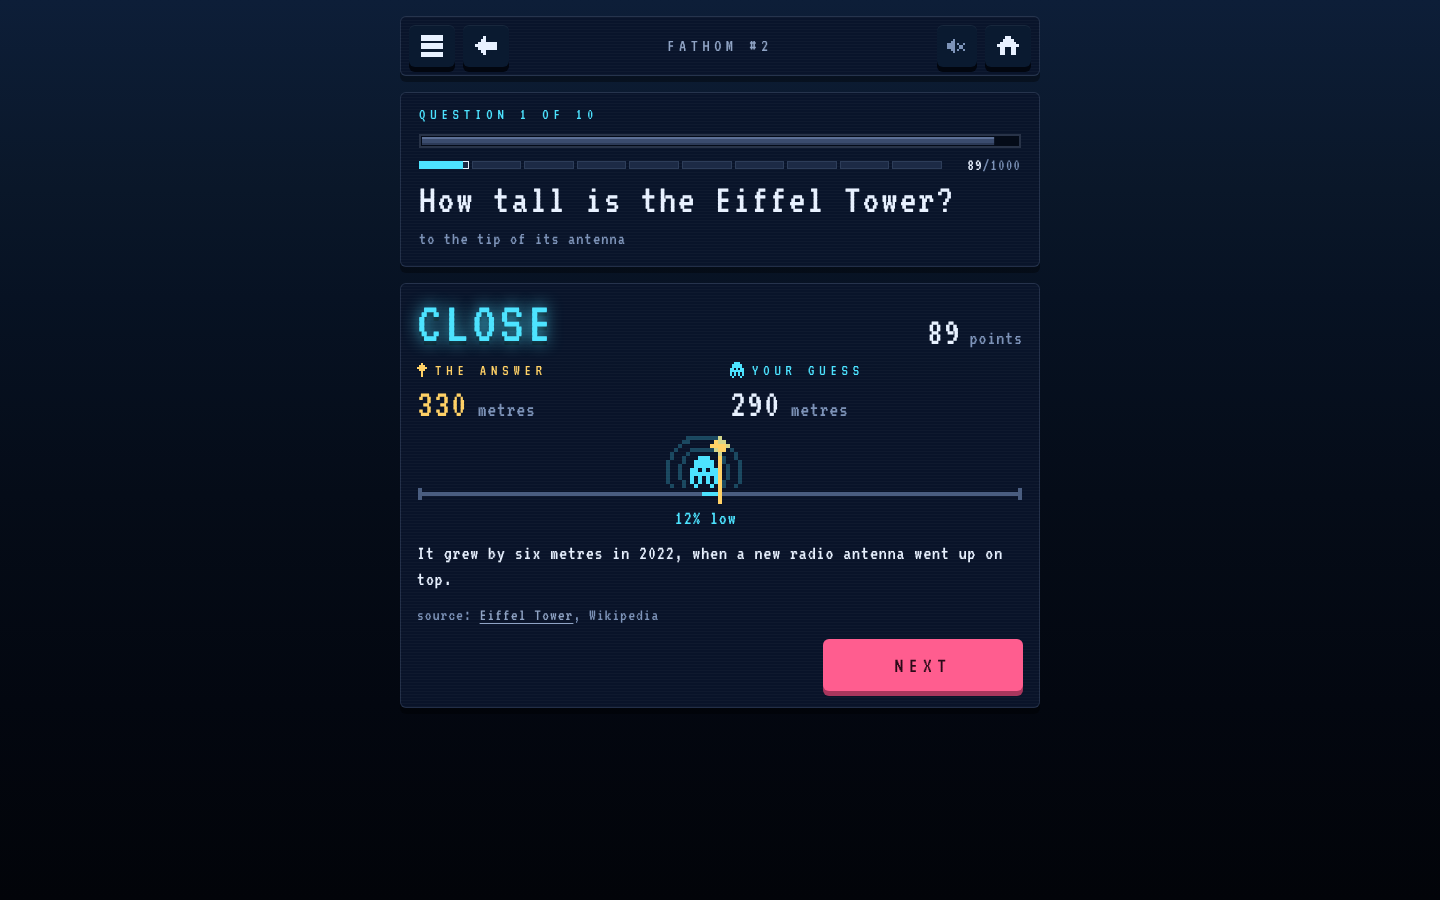 FATHOM #2
QUESTION 1 OF 10
89/1000
How tall is the Eiffel Tower?
to the tip of its antenna
CLOSE
89 points
THE ANSWER
YOUR GUESS
330 metres
290 metres
12% low
It grew by six metres in 2022, when a new radio antenna went up on
top.
source: Eiffel Tower, Wikipedia
NEXT